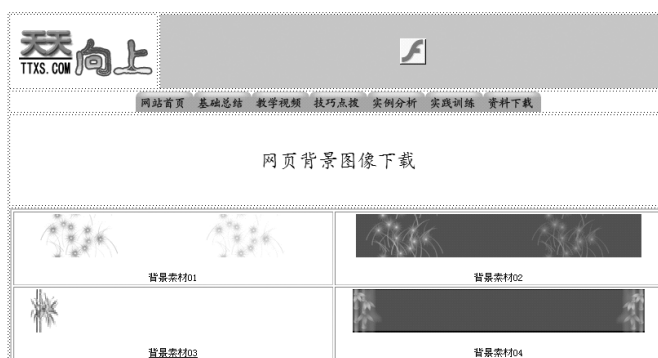 天天向上
TTXS.COM
网站首页 基础总结 教学视频 技巧点拨 实例分析 实践训练 资料下载
网页背景图像下载
背景素材01 背景素材02
背景素材03 背景素材04